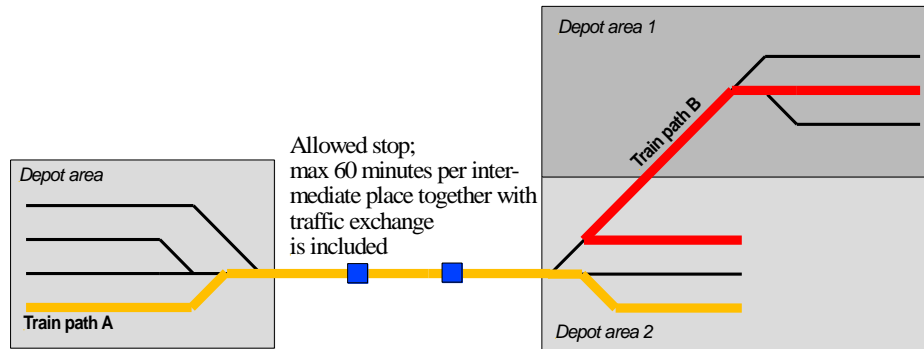 Depot area 1
Train path B
Allowed stop;
max 60 minutes per inter-
mediate place together with
traffic exchange
is included
Depot area
Train path A
Depot area 2